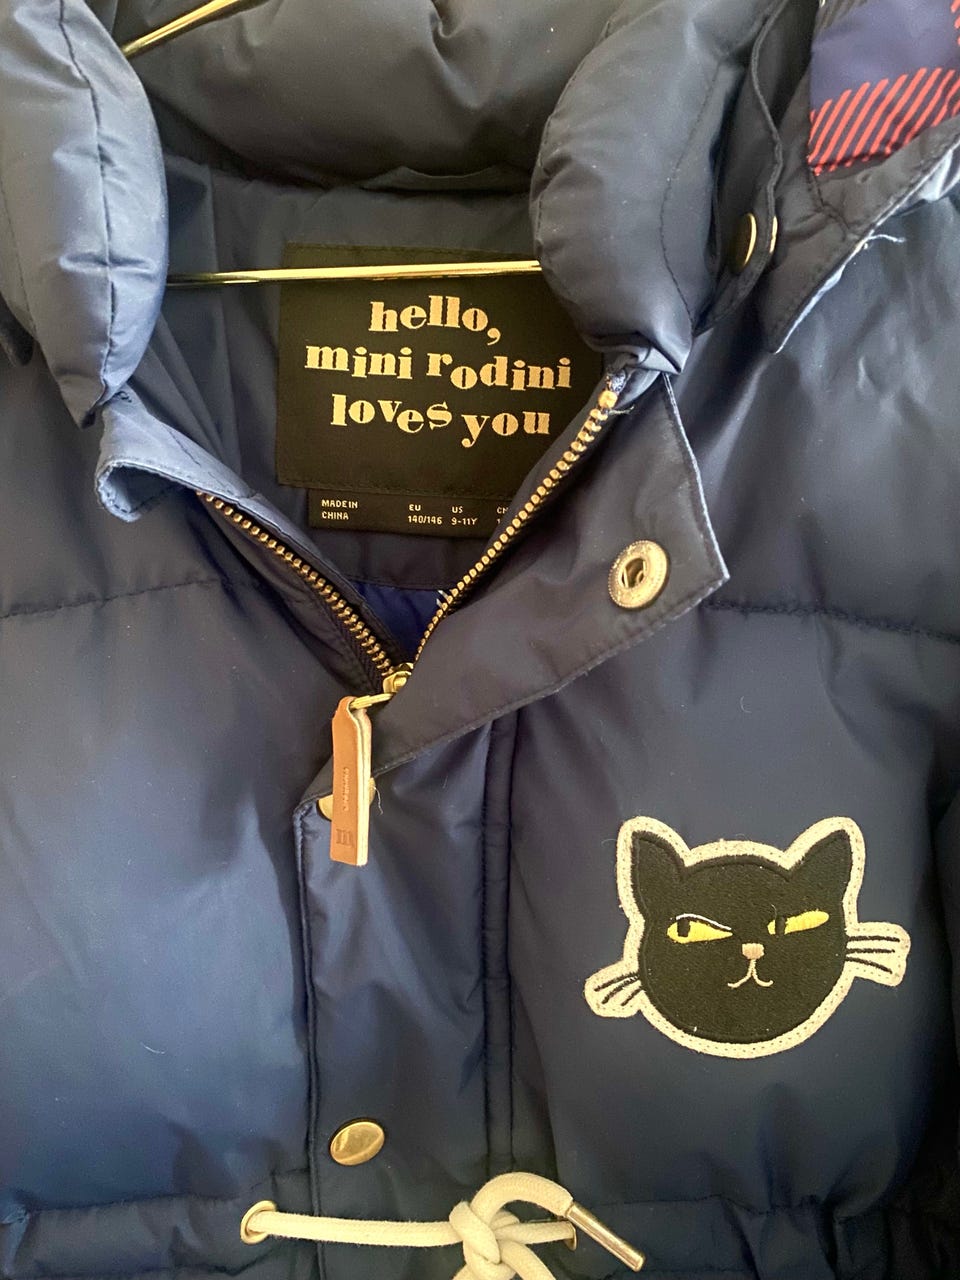 hello,
mini rodini
loves you
MADE IN
CHINA
EU
140/146
US
9-11Y
m